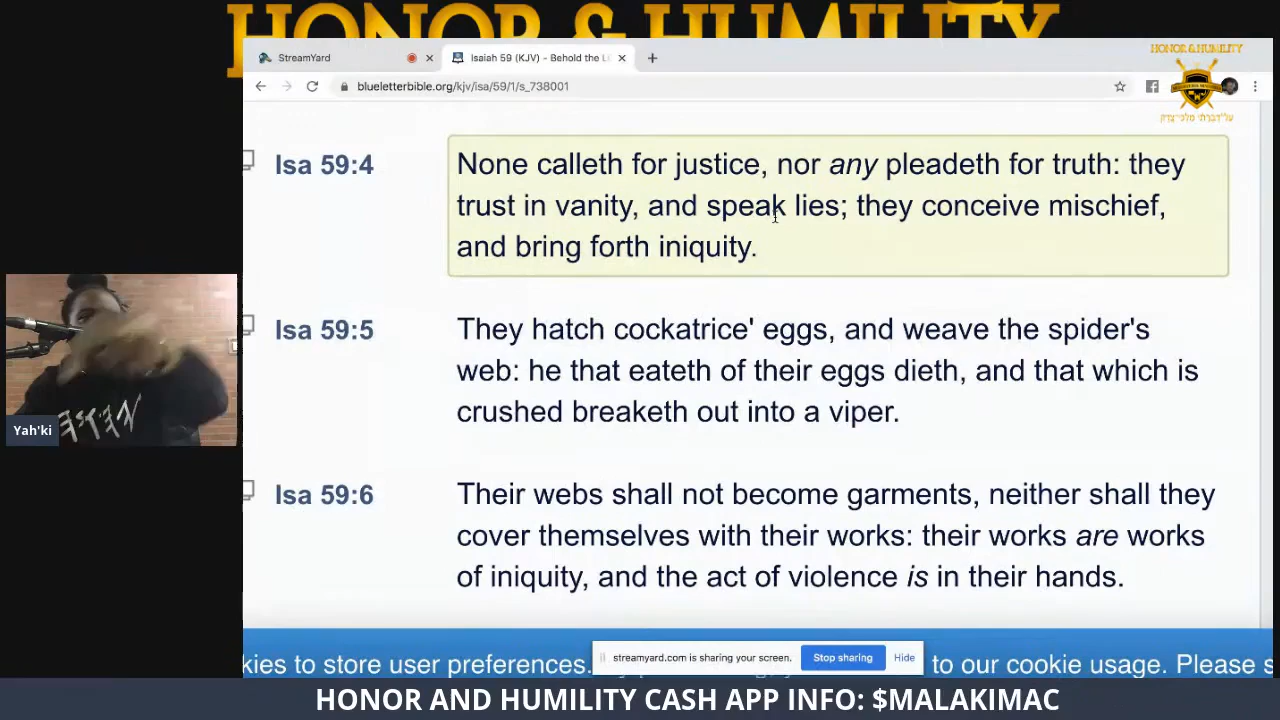 HONOR & HUMILITY
StreamYard
Isaiah 59 (KJV) - Behold the L
HONOR & HUMILITY
blueletterbible.org/kjv/isa/59/1/s_738001
Isa 59:4
None calleth for justice, nor any pleadeth for truth: they
trust in vanity, and speak lies; they conceive mischief,
and bring forth iniquity.
Isa 59:5
They hatch cockatrice' eggs, and weave the spider's
web: he that eateth of their eggs dieth, and that which is
crushed breaketh out into a viper.
Yah'ki
Isa 59:6
Their webs shall not become garments, neither shall they
cover themselves with their works: their works are works
of iniquity, and the act of violence is in their hands.
kies to store user preferences.
streamyard.com is sharing your screen.
Stop sharing
Hide
to our cookie usage. Please s
HONOR AND HUMILITY CASH APP INFO: $MALAKIMAC